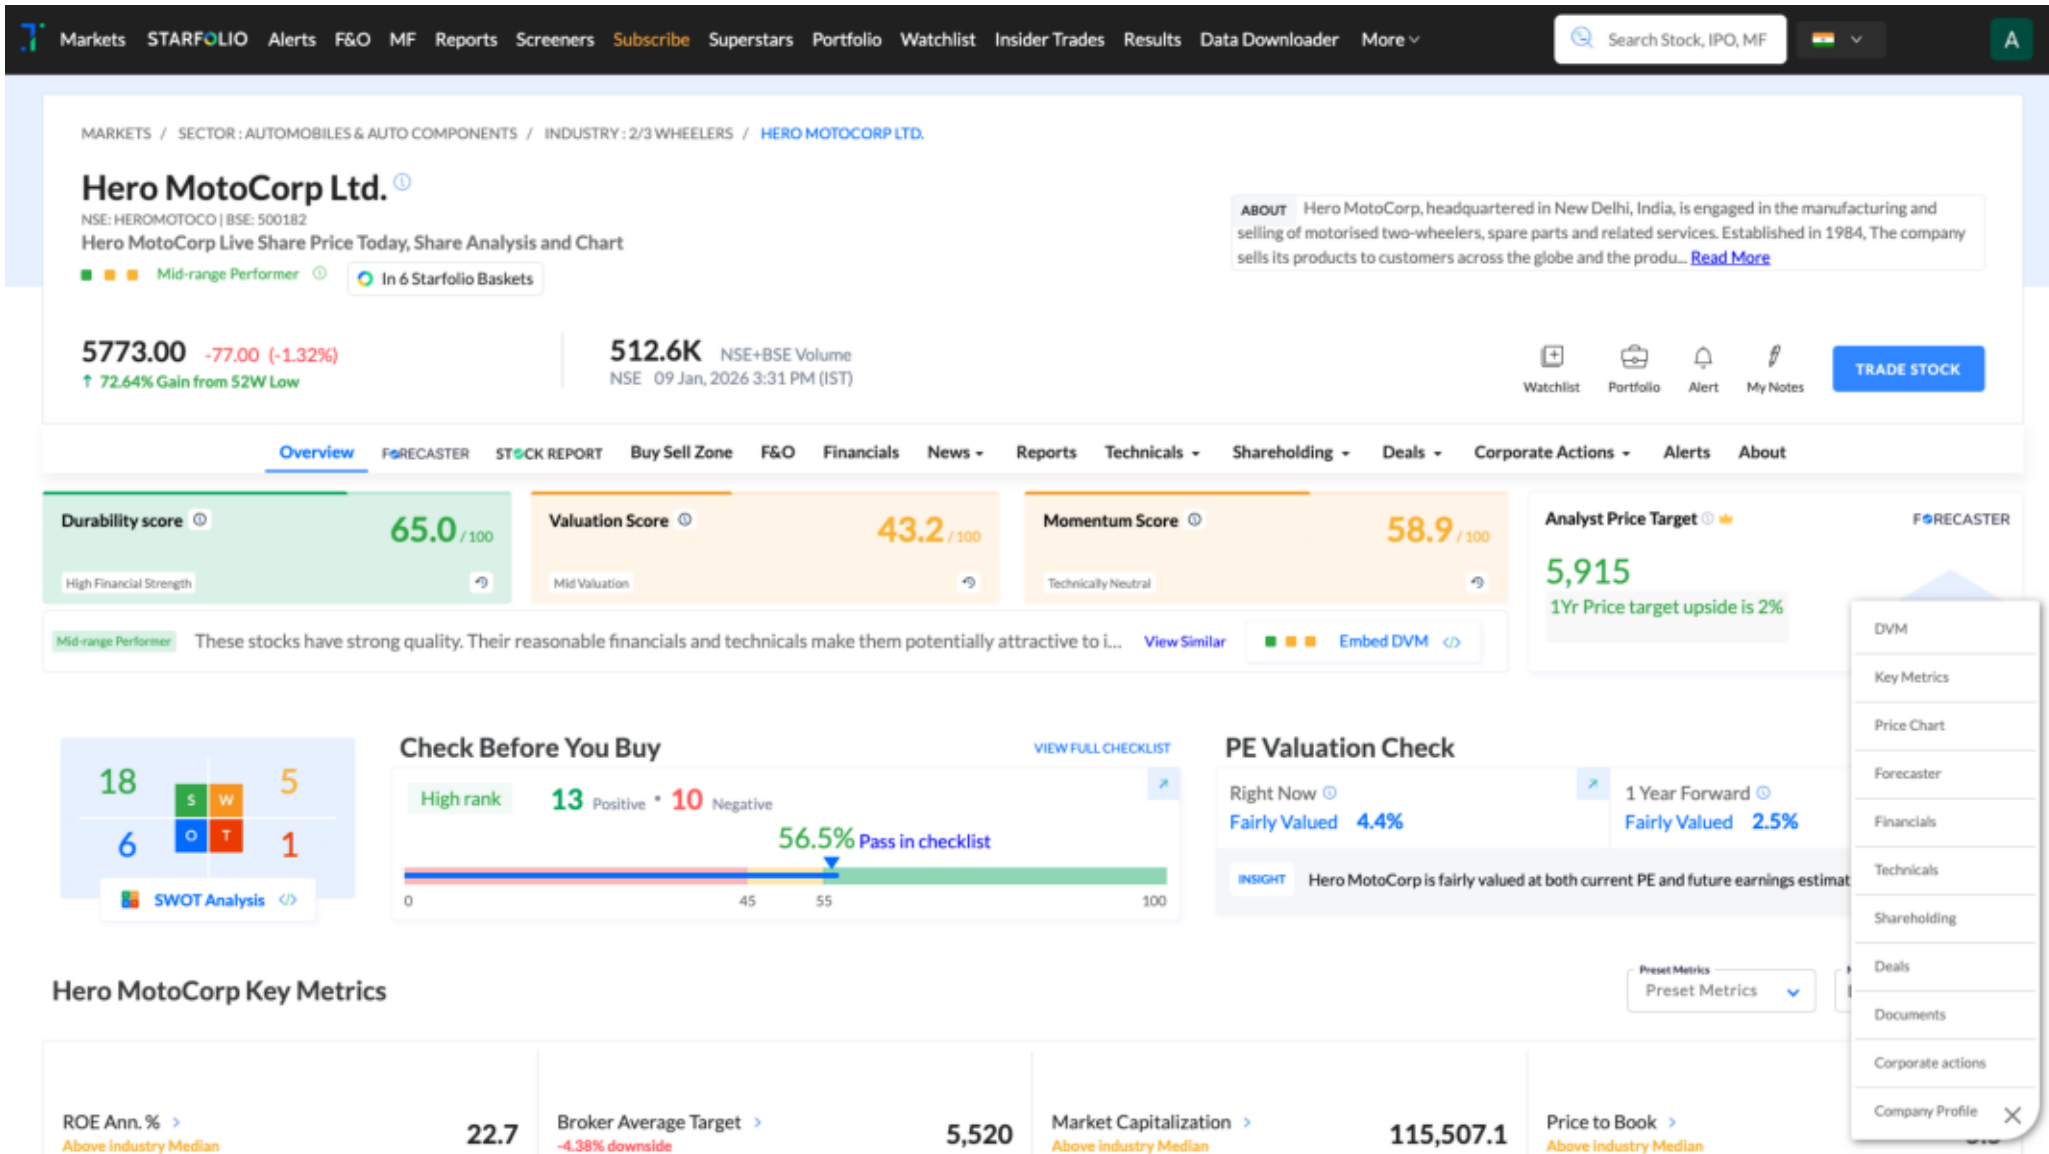 Markets STARFOLIO Alerts F&O MF Reports Screeners Subscribe Superstars Portfolio Watchlist Insider Trades Results Data Downloader More Search Stock, IPO, MF A
MARKETS / SECTOR : AUTOMOBILES & AUTO COMPONENTS / INDUSTRY : 2/3 WHEELERS / HERO MOTOCORP LTD.
Hero MotoCorp Ltd.
NSE: HEROMOTOCO | BSE: 500182
Hero MotoCorp Live Share Price Today, Share Analysis and Chart
Mid-range Performer In 6 Starfolio Baskets
ABOUT Hero MotoCorp, headquartered in New Delhi, India, is engaged in the manufacturing and
selling of motorised two-wheelers, spare parts and related services. Established in 1984, The company
sells its products to customers across the globe and the produ... Read More
5773.00 -77.00 (-1.32%)
↑ 72.64% Gain from 52W Low
512.6K NSE+BSE Volume
NSE 09 Jan, 2026 3:31 PM (IST)
Watchlist Portfolio Alert My Notes TRADE STOCK
Overview FORECASTER STOCK REPORT Buy Sell Zone F&O Financials News Reports Technicals Shareholding Deals Corporate Actions Alerts About
Durability score 65.0 / 100
High Financial Strength
Valuation Score 43.2 / 100
Mid Valuation
Momentum Score 58.9 / 100
Technically Neutral
Analyst Price Target FORECASTER
5,915
1Yr Price target upside is 2%
Mid-range Performer These stocks have strong quality. Their reasonable financials and technicals make them potentially attractive to i... View Similar Embed DVM </>
18 5
S W
O T
6 1
SWOT Analysis </>
Check Before You Buy VIEW FULL CHECKLIST
High rank 13 Positive • 10 Negative
56.5% Pass in checklist
0 45 55 100
PE Valuation Check
Right Now
Fairly Valued 4.4%
1 Year Forward
Fairly Valued 2.5%
INSIGHT Hero MotoCorp is fairly valued at both current PE and future earnings estimat
Hero MotoCorp Key Metrics
Preset Metrics
Preset Metrics
ROE Ann. % 22.7
Above industry Median
Broker Average Target 5,520
-4.38% downside
Market Capitalization 115,507.1
Above industry Median
Price to Book
Above industry Median
DVM
Key Metrics
Price Chart
Forecaster
Financials
Technicals
Shareholding
Deals
Documents
Corporate actions
Company Profile